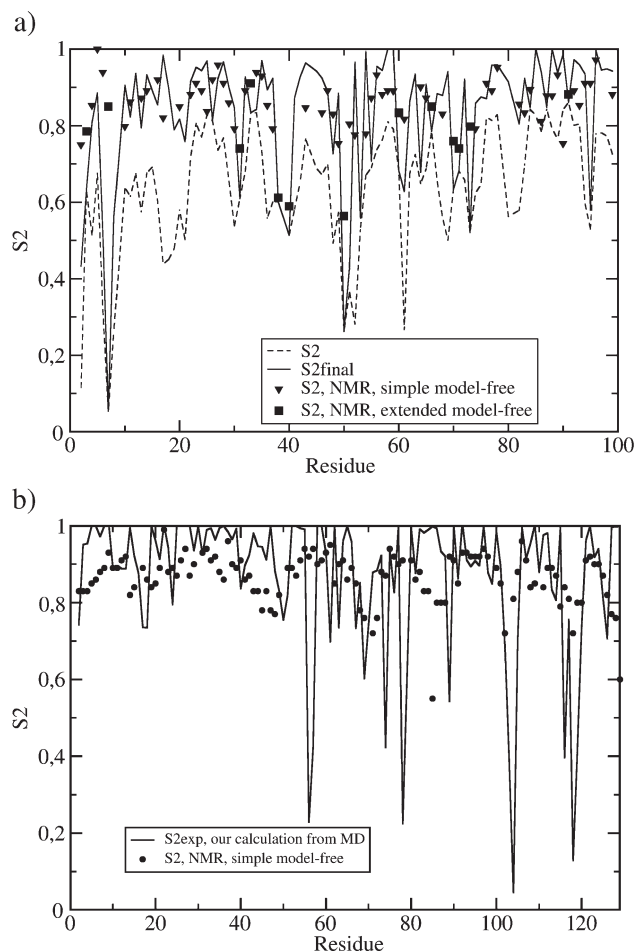 a)
1
0,8
0,6
0,4
0,2
0
S2
S2
S2final
S2, NMR, simple model-free
S2, NMR, extended model-free
0 20 40 60 80 100
Residue
b)
1
0,8
0,6
0,4
0,2
0
S2
S2exp, our calculation from MD
S2, NMR, simple model-free
0 20 40 60 80 100 120
Residue